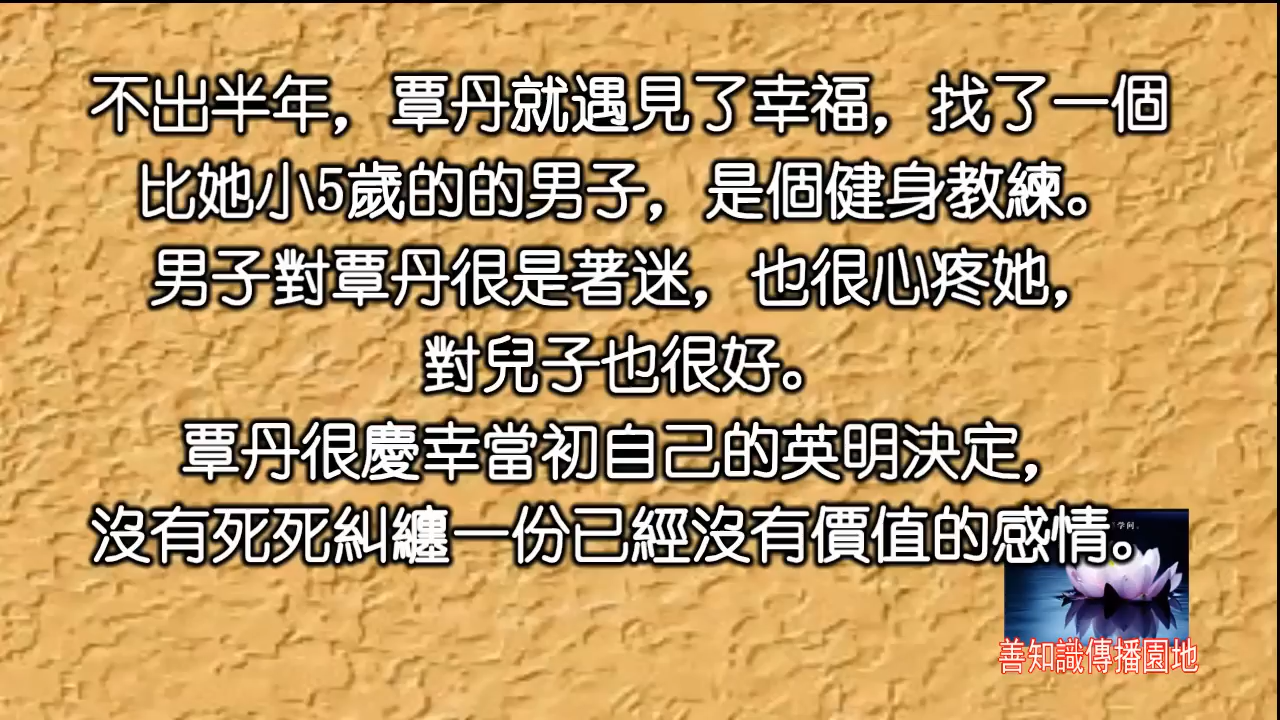 不出半年，覃丹就遇見了幸福，找了一個
比她小5歲的的男子，是個健身教練。
男子對覃丹很是著迷，也很心疼她，
對兒子也很好。
覃丹很慶幸當初自己的英明決定，
沒有死死糾纏一份已經沒有價值的感情。
学问。
善知識傳播園地